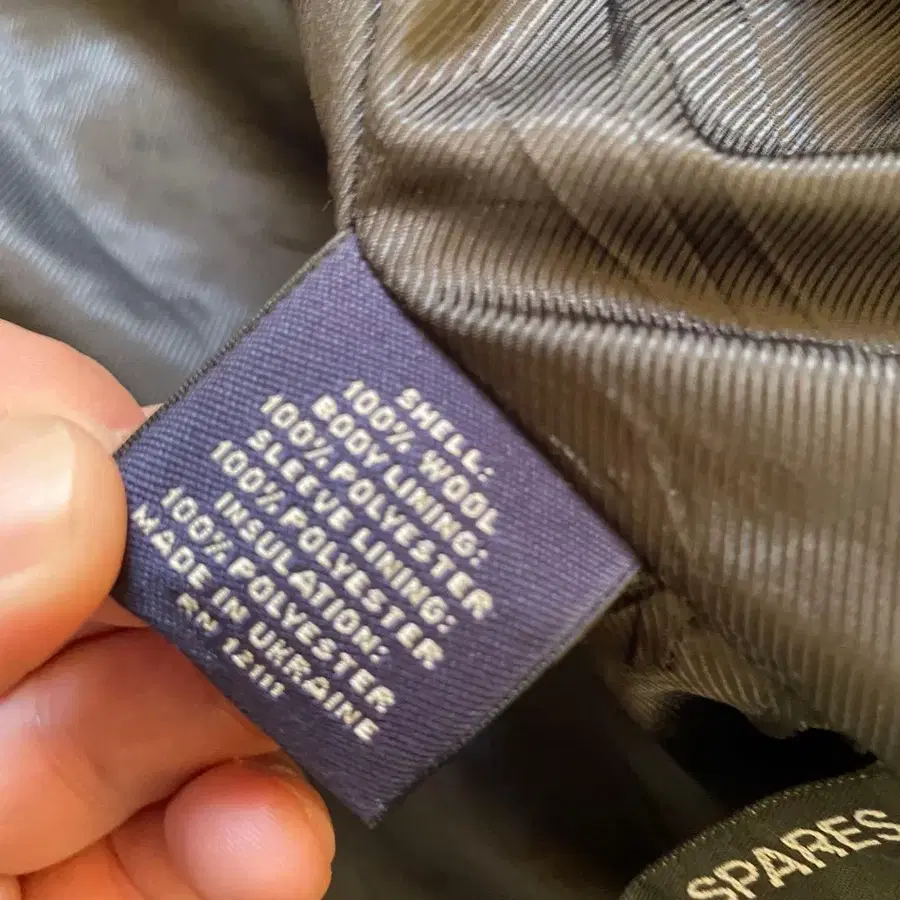 SHELL:
100% WOOL
BODY LINING:
100% POLYESTER
SLEEVE LINING:
100% POLYESTER
INSULATION:
100% POLYESTER
MADE IN UKRAINE
RN 12111
SPARES